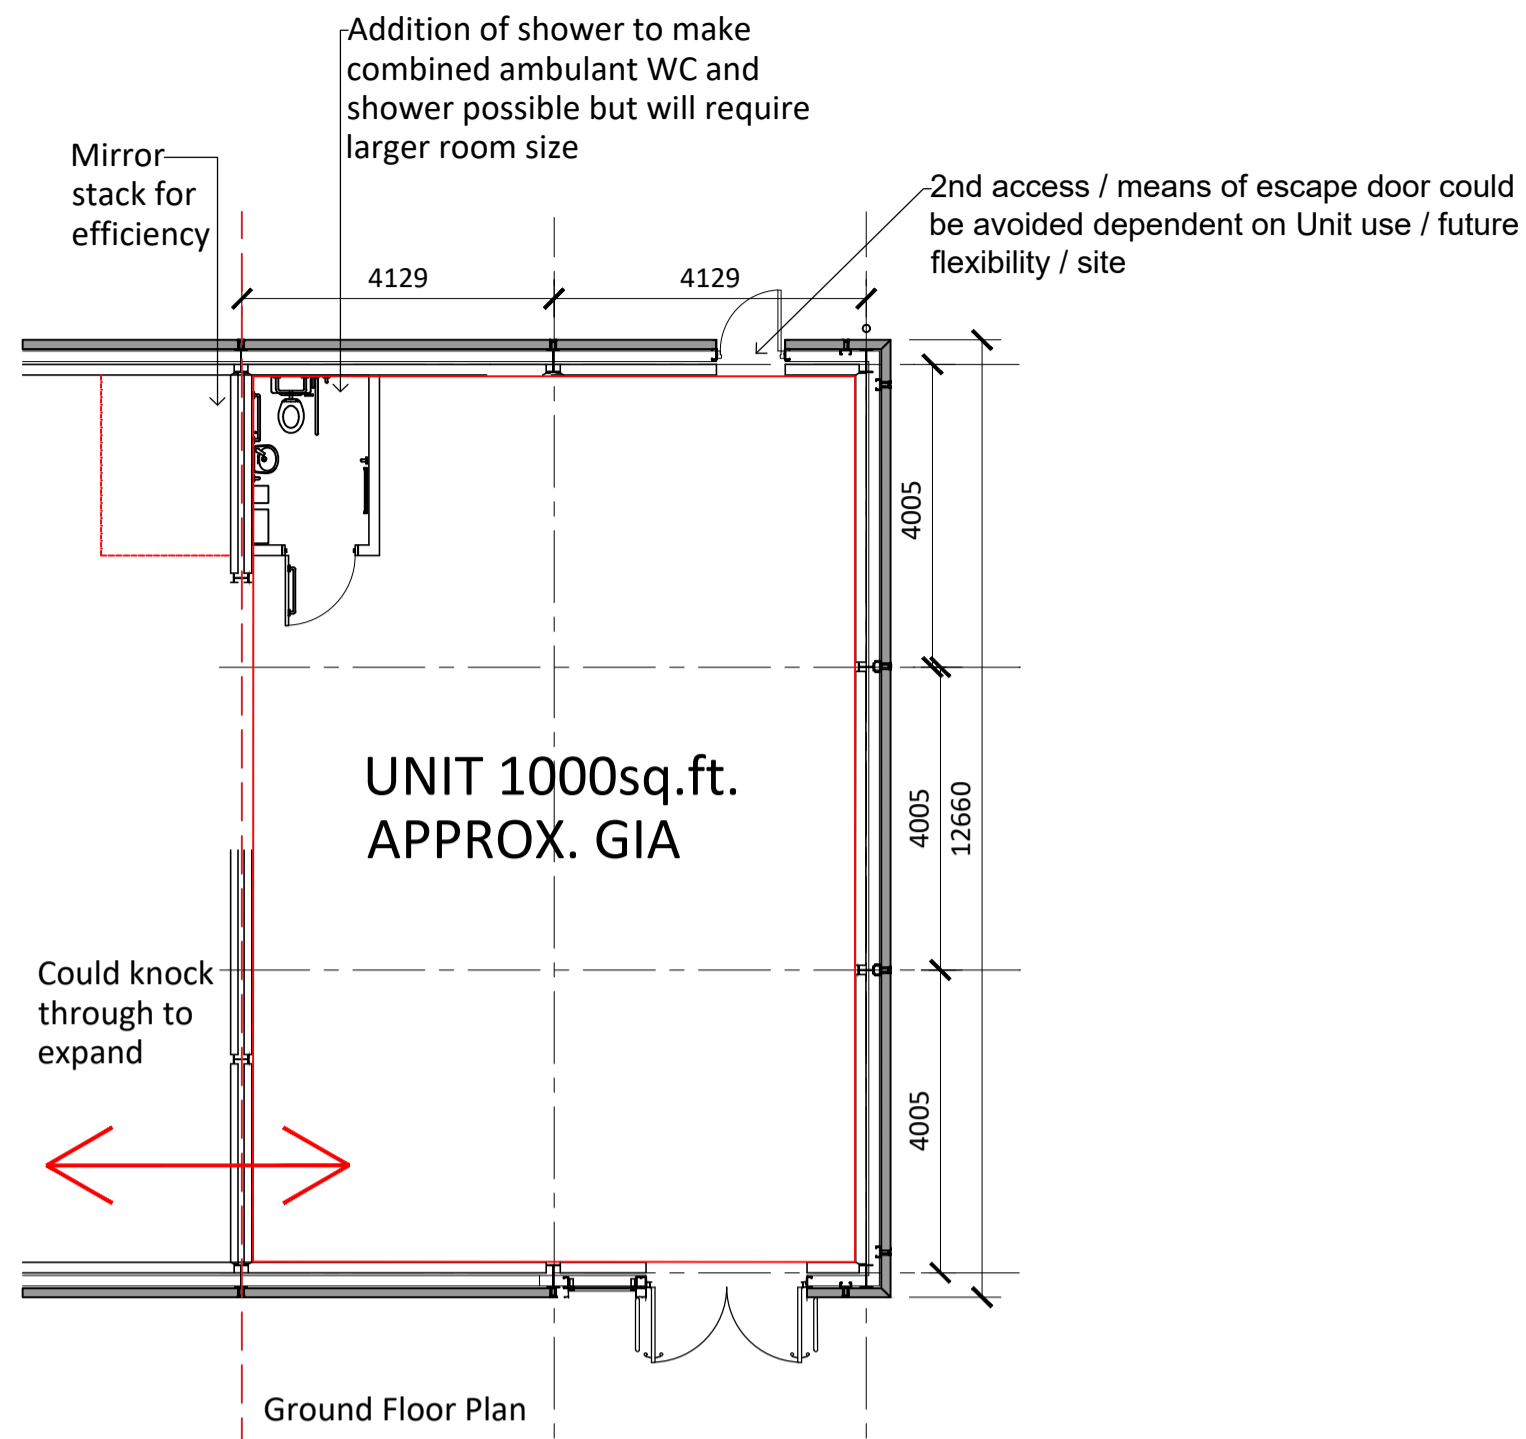 Addition of shower to make
combined ambulant WC and
shower possible but will require
larger room size
Mirror
stack for
efficiency
2nd access / means of escape door could
be avoided dependent on Unit use / future
flexibility / site
4129
4129
4005
UNIT 1000sq.ft.
APPROX. GIA
4005
12660
Could knock
through to
expand
4005
Ground Floor Plan